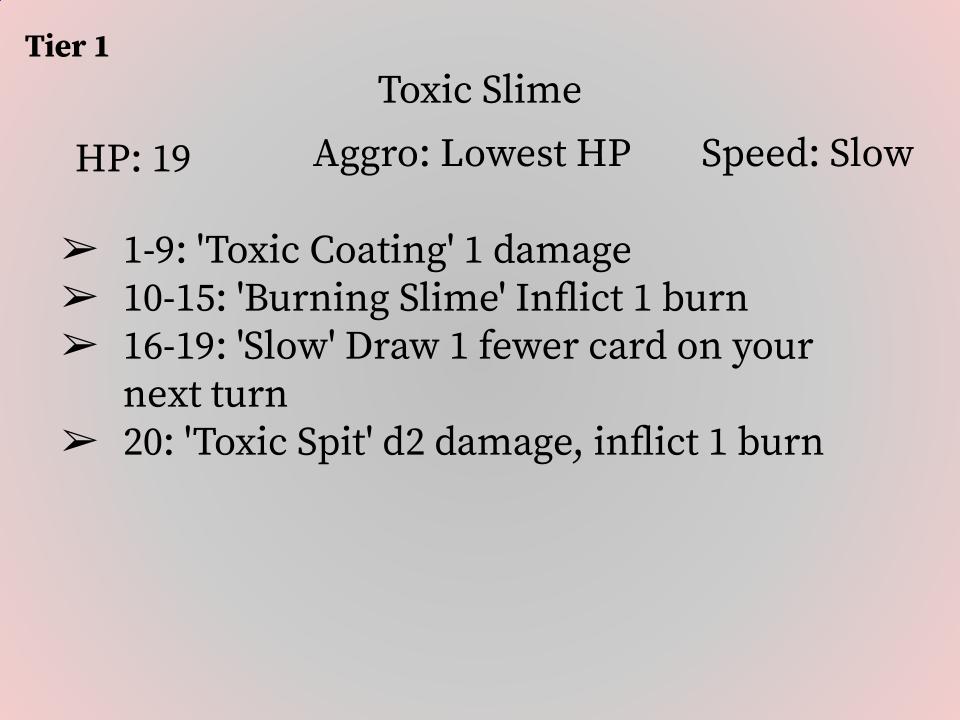 Tier 1
Toxic Slime
HP: 19
Aggro: Lowest HP
Speed: Slow
➢ 1-9: 'Toxic Coating' 1 damage
➢ 10-15: 'Burning Slime' Inflict 1 burn
➢ 16-19: 'Slow' Draw 1 fewer card on your
next turn
➢ 20: 'Toxic Spit' d2 damage, inflict 1 burn